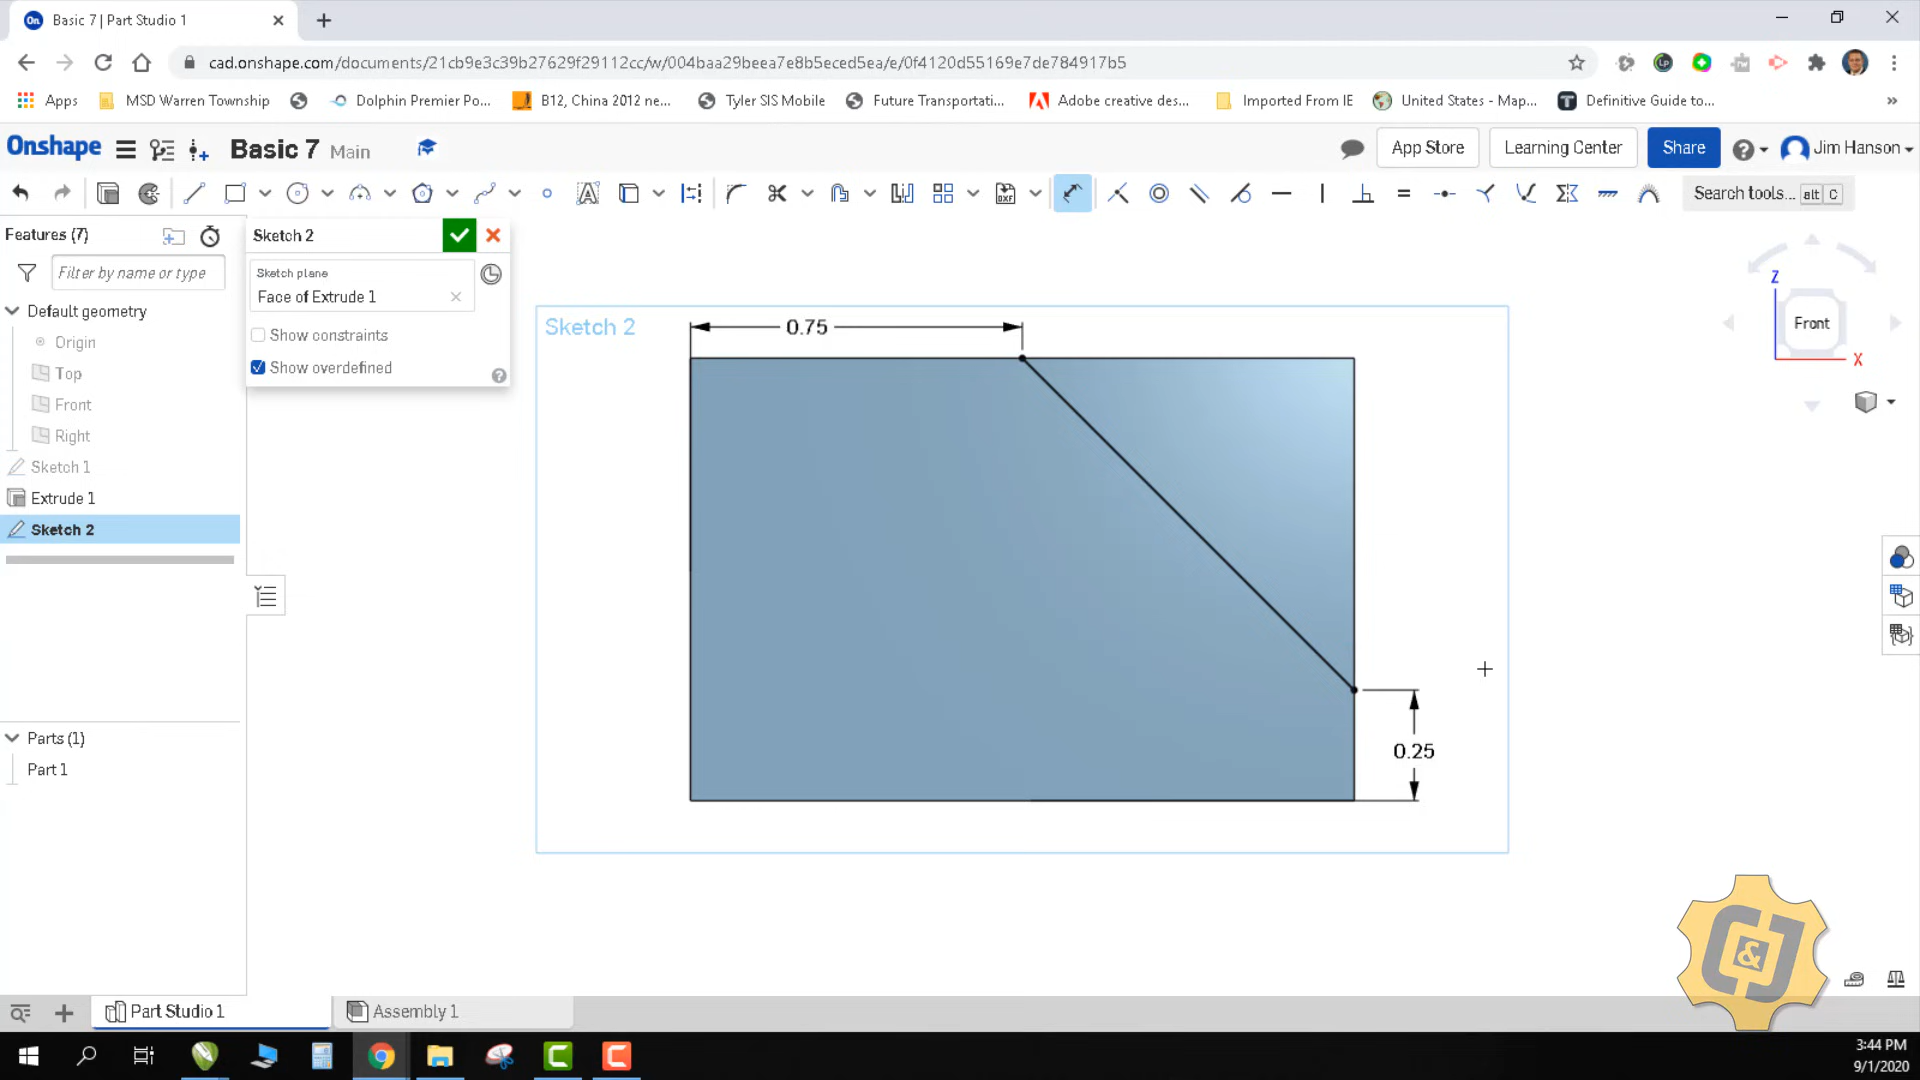 Basic 7 | Part Studio 1
cad.onshape.com/documents/21cb9e3c39b27629f29112cc/w/004baa29beea7e8b5eced5ea/e/0f4120d55169e7de784917b5
Apps MSD Warren Township Dolphin Premier Po... B12, China 2012 ne... Tyler SIS Mobile Future Transportati... Adobe creative des... Imported From IE United States - Map... Definitive Guide to... »
Onshape Basic 7 Main App Store Learning Center Share Jim Hanson
Search tools... alt C
Features (7)
Filter by name or type
Default geometry
Origin
Top
Front
Right
Sketch 1
Extrude 1
Sketch 2
Parts (1)
Part 1
Sketch 2
Sketch plane
Face of Extrude 1
Show constraints
Show overdefined
Sketch 2
0.75
0.25
Z
Front
X
Part Studio 1
Assembly 1
C&J
3:44 PM
9/1/2020